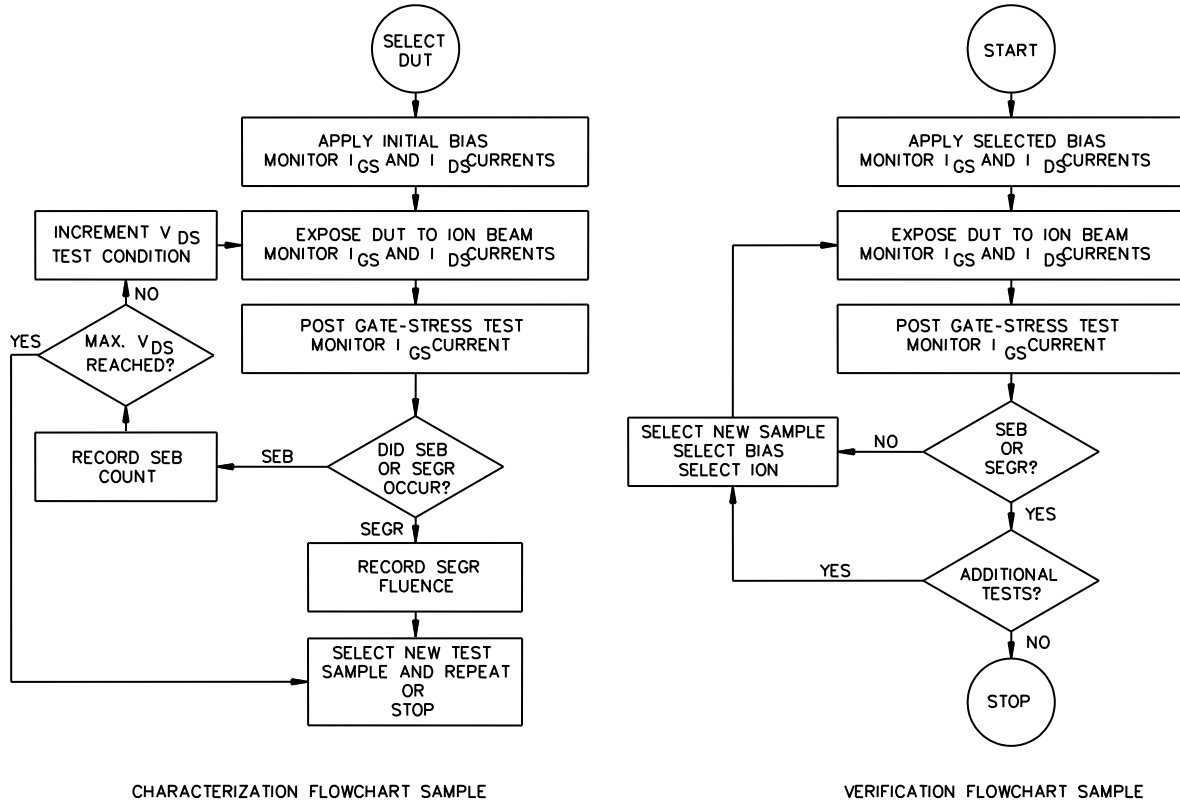 SELECT
DUT
APPLY INITIAL BIAS
MONITOR I GS AND I DS CURRENTS
INCREMENT V DS
TEST CONDITION
EXPOSE DUT TO ION BEAM
MONITOR I GS AND I DS CURRENTS
NO
POST GATE-STRESS TEST
MONITOR I GS CURRENT
YES
MAX. V DS
REACHED?
RECORD SEB
COUNT
SEB
DID SEB
OR SEGR
OCCUR?
SEGR
RECORD SEGR
FLUENCE
SELECT NEW TEST
SAMPLE AND REPEAT
OR
STOP
CHARACTERIZATION FLOWCHART SAMPLE
START
APPLY SELECTED BIAS
MONITOR I GS AND I DS CURRENTS
EXPOSE DUT TO ION BEAM
MONITOR I GS AND I DS CURRENTS
POST GATE-STRESS TEST
MONITOR I GS CURRENT
SELECT NEW SAMPLE
SELECT BIAS
SELECT ION
NO
SEB
OR
SEGR?
YES
YES
ADDITIONAL
TESTS?
NO
STOP
VERIFICATION FLOWCHART SAMPLE